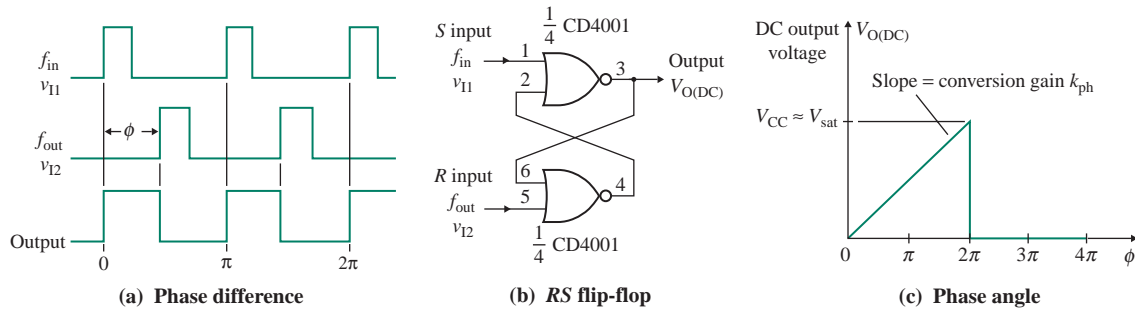 f_in
v_I1
ϕ
f_out
v_I2
Output
0 π 2π
(a) Phase difference
1/4 CD4001
S input
f_in
v_I1
1
2
3
Output
V_O(DC)
6
5
4
R input
f_out
v_I2
1/4 CD4001
(b) RS flip-flop
DC output
voltage
V_O(DC)
Slope = conversion gain k_ph
V_CC ≈ V_sat
0 π 2π 3π 4π ϕ
(c) Phase angle